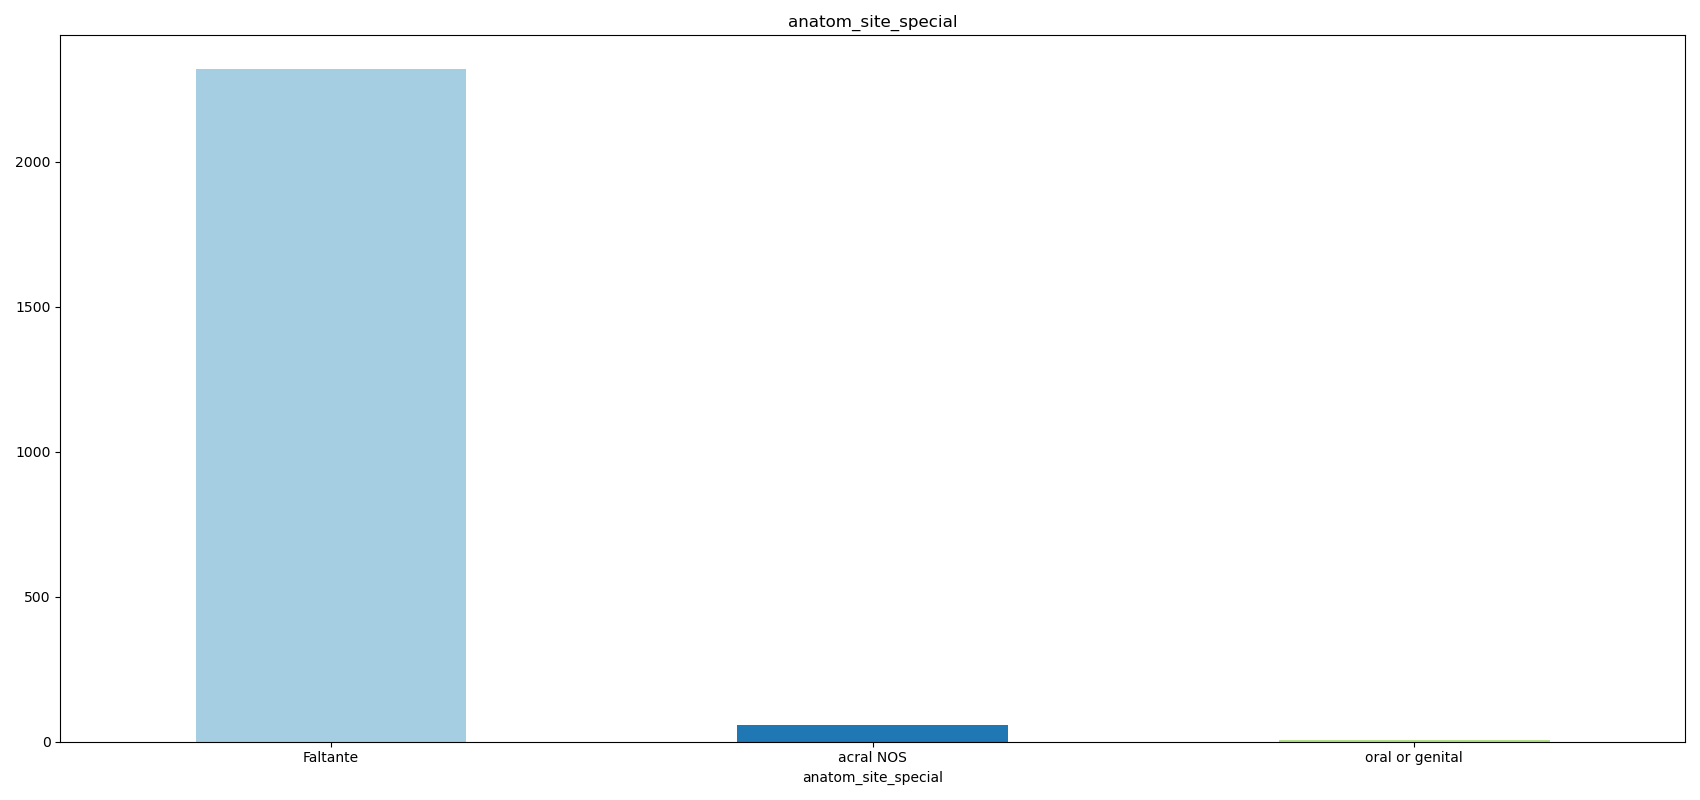 anatom_site_special
2000
1500
1000
500
0
Faltante acral NOS oral or genital
anatom_site_special